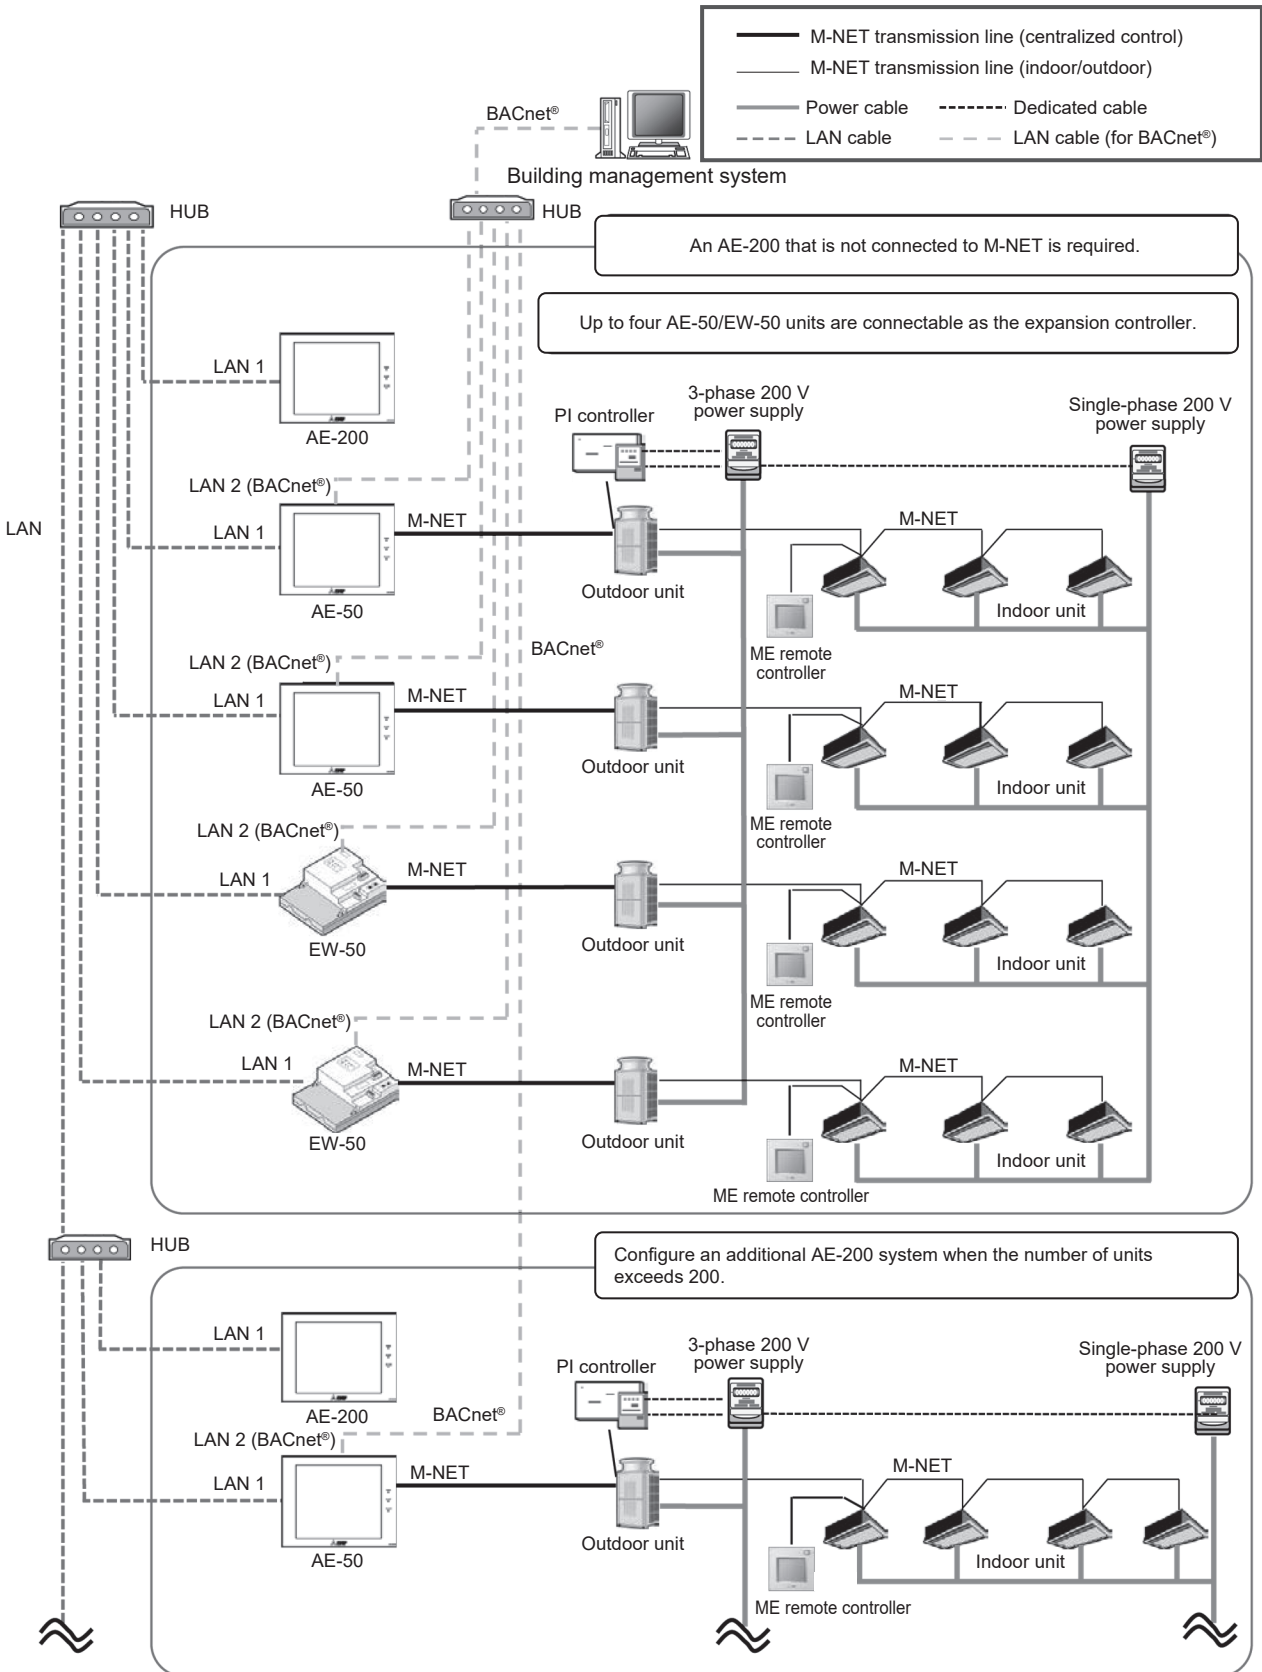 M-NET transmission line (centralized control)
M-NET transmission line (indoor/outdoor)
Power cable
Dedicated cable
LAN cable
LAN cable (for BACnet®)
BACnet®
Building management system
HUB
HUB
An AE-200 that is not connected to M-NET is required.
Up to four AE-50/EW-50 units are connectable as the expansion controller.
LAN 1
AE-200
PI controller
3-phase 200 V
power supply
Single-phase 200 V
power supply
LAN
LAN 2 (BACnet®)
LAN 1
M-NET
AE-50
Outdoor unit
M-NET
Indoor unit
ME remote
controller
BACnet®
LAN 2 (BACnet®)
LAN 1
M-NET
AE-50
Outdoor unit
M-NET
Indoor unit
ME remote
controller
LAN 2 (BACnet®)
LAN 1
M-NET
EW-50
Outdoor unit
M-NET
Indoor unit
ME remote
controller
LAN 2 (BACnet®)
LAN 1
M-NET
EW-50
Outdoor unit
M-NET
Indoor unit
ME remote controller
HUB
Configure an additional AE-200 system when the number of units
exceeds 200.
LAN 1
AE-200
PI controller
3-phase 200 V
power supply
Single-phase 200 V
power supply
BACnet®
LAN 2 (BACnet®)
LAN 1
M-NET
AE-50
Outdoor unit
M-NET
Indoor unit
ME remote controller